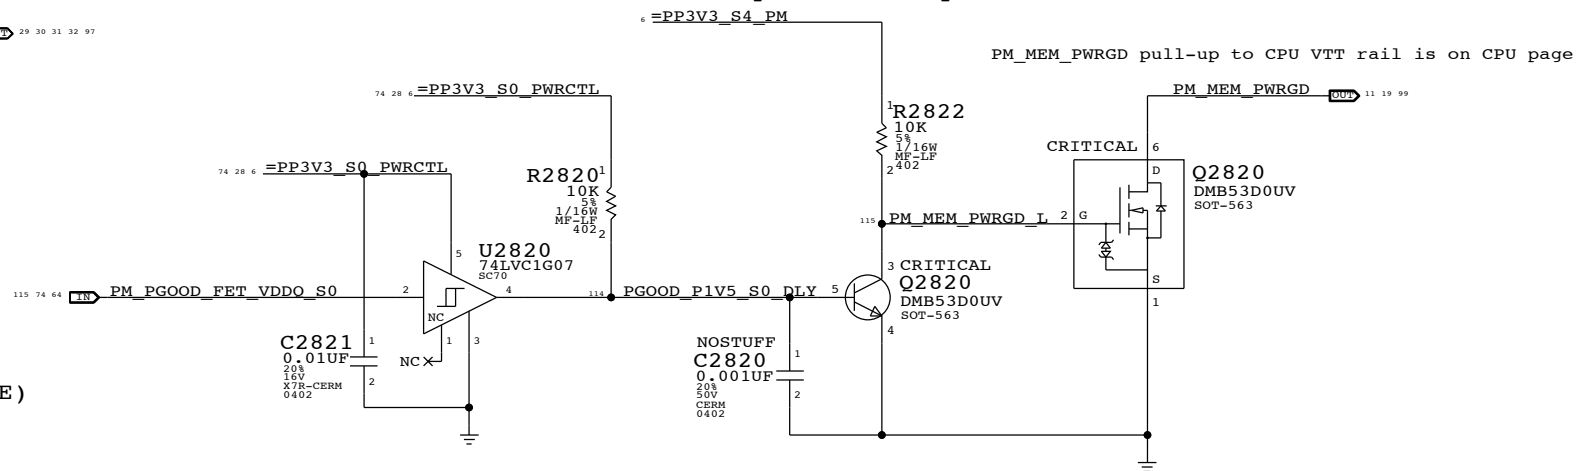 6 =PP3V3_S4_PM
29 30 31 32 97
PM_MEM_PWRGD pull-up to CPU VTT rail is on CPU page
74 28 6 =PP3V3_S0_PWRCTL
PM_MEM_PWRGD OUT 11 19 99
1
R2822
10K
5%
1/16W
MF-LF
402
2
CRITICAL 6
D
Q2820
DMB53D0UV
SOT-563
74 28 6 =PP3V3_S0_PWRCTL
R2820 1
10K
5%
1/16W
MF-LF
402
2
115 PM_MEM_PWRGD_L 2 G
S
1
5
U2820
74LVC1G07
SC70
3 CRITICAL
Q2820
DMB53D0UV
SOT-563
4
115 74 64 IN PM_PGOOD_FET_VDDQ_S0 2
4
114 PGOOD_P1V5_S0_DLY 5
NC
1 3
NC
C2821 1
0.01UF
20%
16V
X7R-CERM
0402
2
NOSTUFF
C2820 1
0.001UF
20%
50V
CERM
0402
2
E)